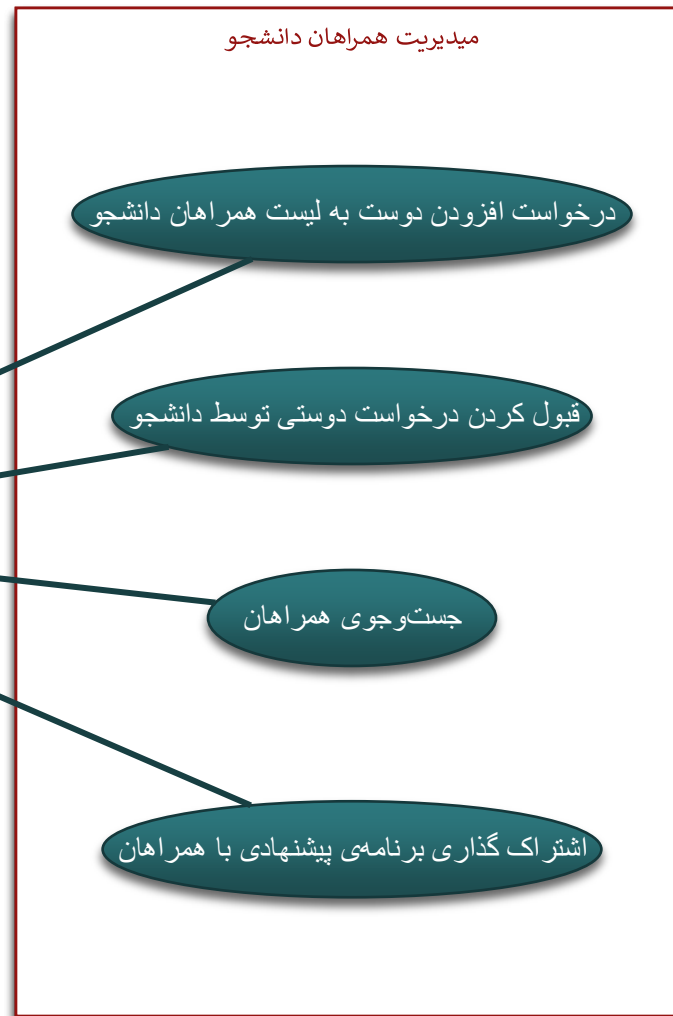 میدیریت همراهان دانشجو
درخواست افزودن دوست به لیست همراهان دانشجو
قبول کردن درخواست دوستی توسط دانشجو
جست‌وجوی همراهان
اشتراک گذاری برنامه‌ی پیشنهادی با همراهان